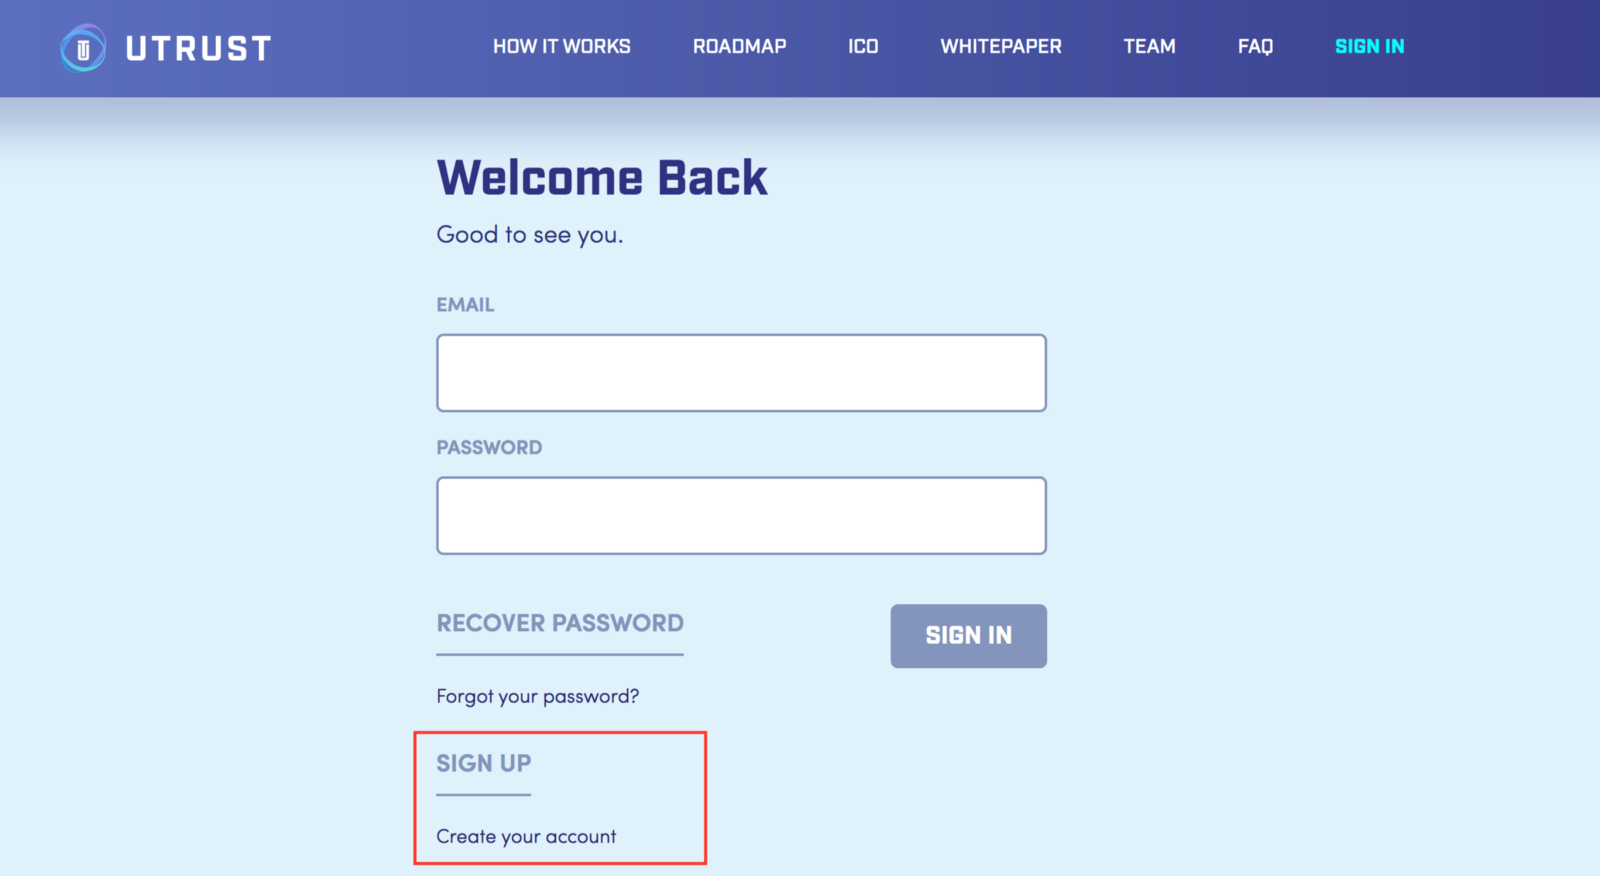 UTRUST
HOW IT WORKS ROADMAP ICO WHITEPAPER TEAM FAQ SIGN IN
Welcome Back
Good to see you.
EMAIL
PASSWORD
RECOVER PASSWORD
SIGN IN
Forgot your password?
SIGN UP
Create your account